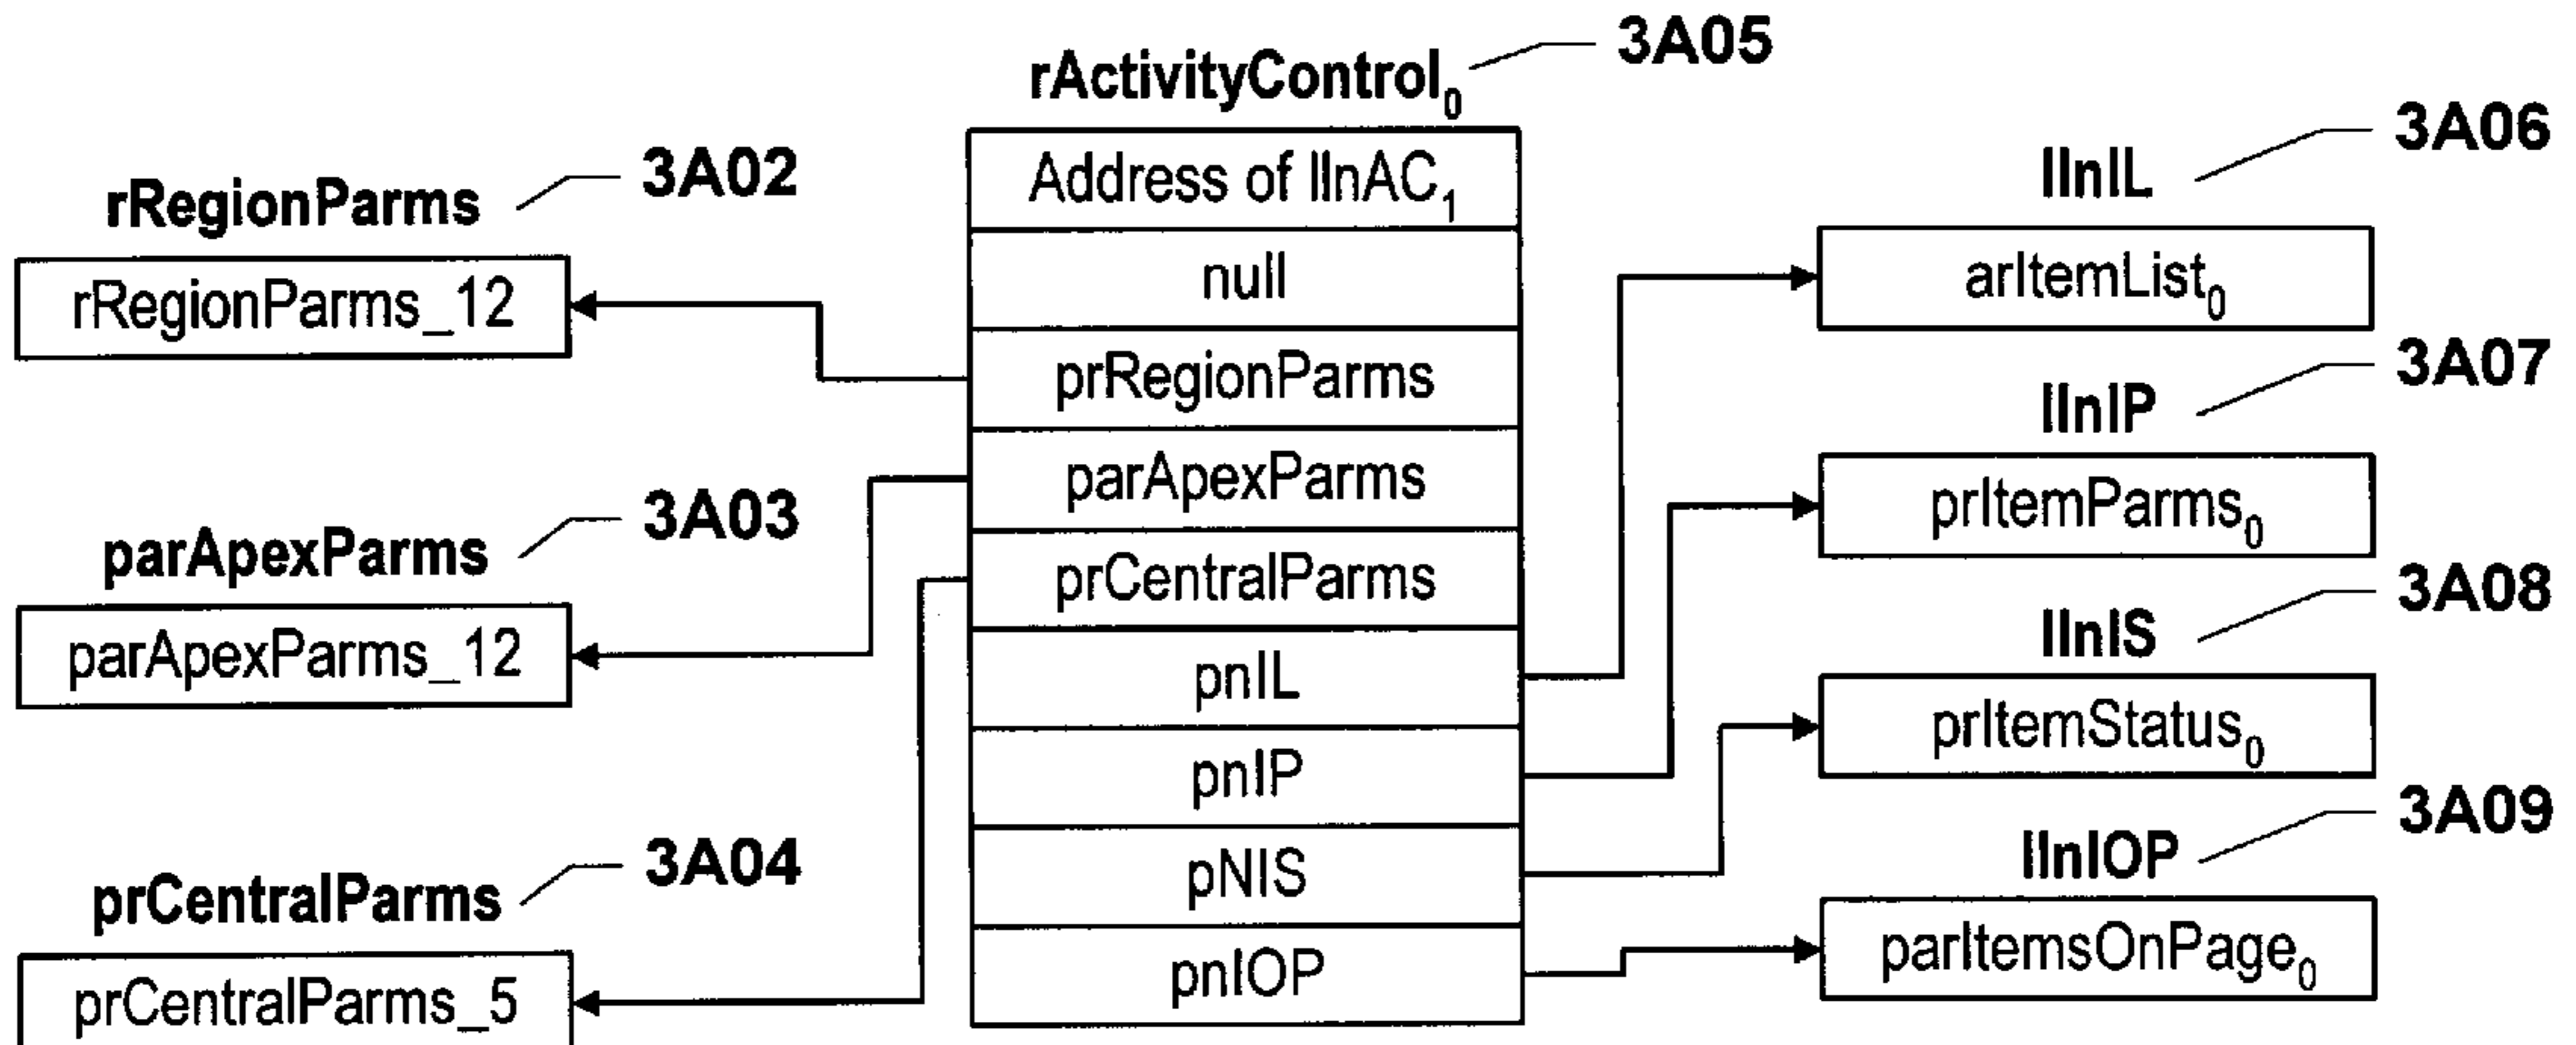 rRegionParms
3A02
rRegionParms_12
parApexParms
3A03
parApexParms_12
prCentralParms
3A04
prCentralParms_5
rActivityControl₀
3A05
Address of llnAC₁
null
prRegionParms
parApexParms
prCentralParms
pnIL
pnIP
pNIS
pnIOP
llnIL
3A06
arItemList₀
llnIP
3A07
prItemParms₀
llnIS
3A08
prItemStatus₀
llnIOP
3A09
parItemsOnPage₀